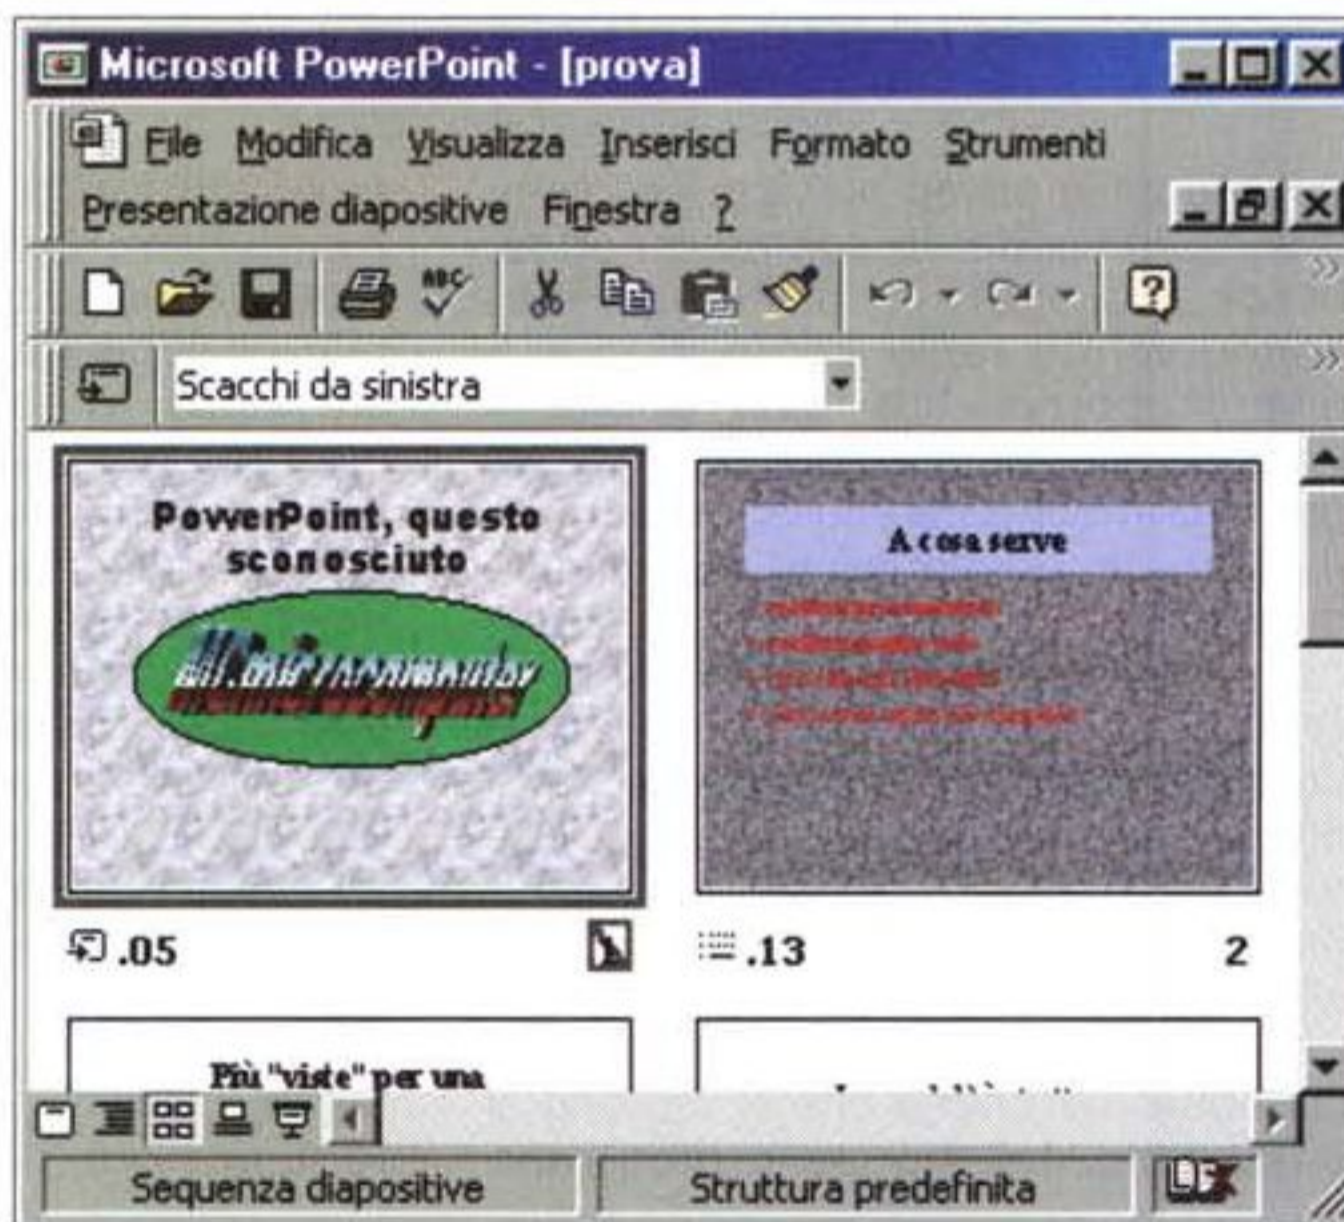 Microsoft PowerPoint - [prova]
File Modifica Visualizza Inserisci Formato Strumenti
Presentazione diapositive Finestra ?
ABC
Scacchi da sinistra
PowerPoint, questo
sconosciuto
A cosa serve
.05
.13 2
Più "viste" per una
Sequenza diapositive Struttura predefinita